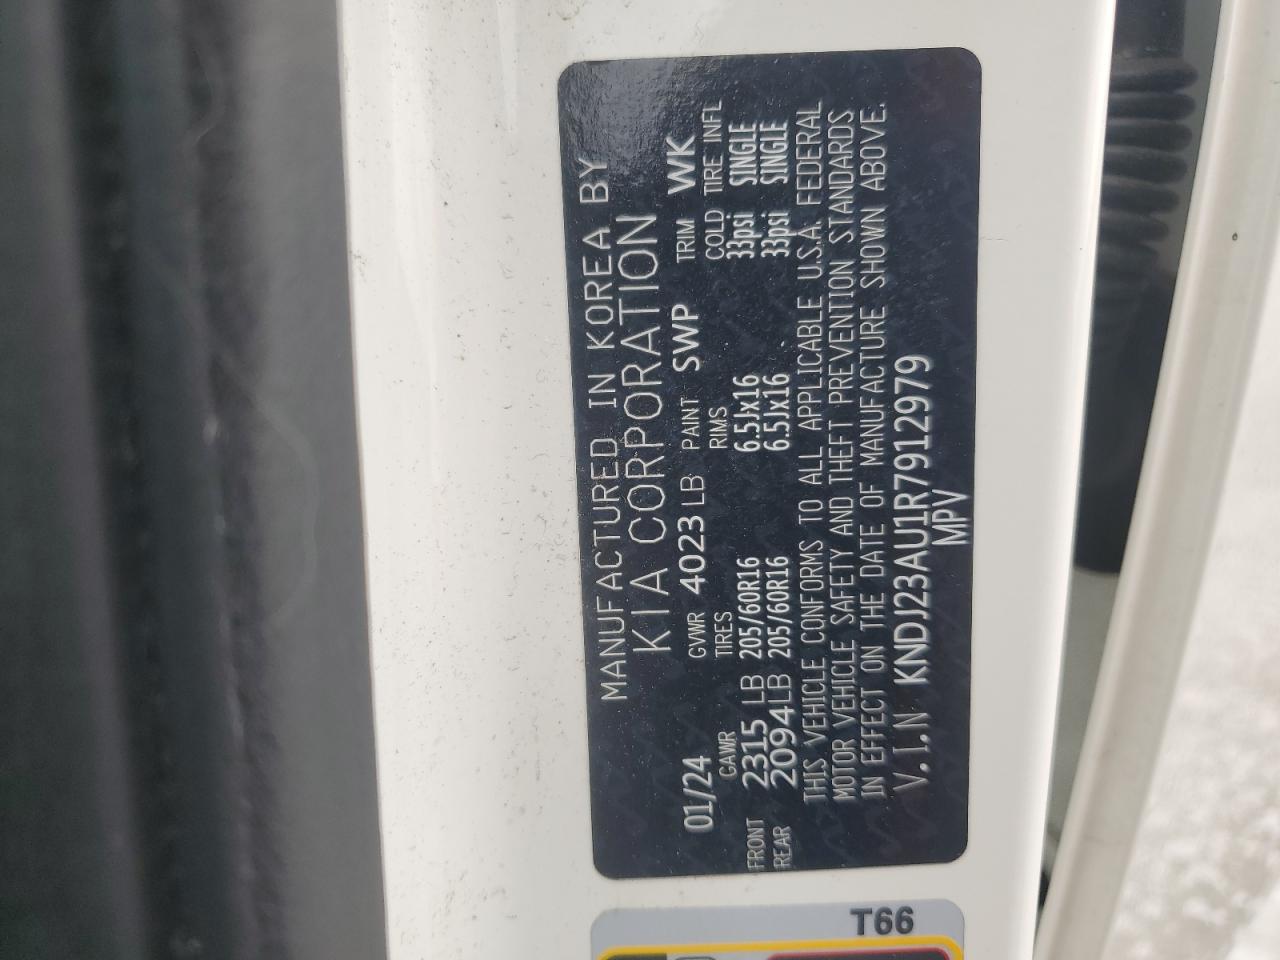 MANUFACTURED IN KOREA BY
KIA CORPORATION
01/24 GVWR 4023 LB PAINT SWP TRIM WK
GAWR TIRES RIMS COLD TIRE INFL
FRONT 2315 LB 205/60R16 6.5Jx16 33psi SINGLE
REAR 2094 LB 205/60R16 6.5Jx16 33psi SINGLE
THIS VEHICLE CONFORMS TO ALL APPLICABLE U.S.A. FEDERAL
MOTOR VEHICLE SAFETY AND THEFT PREVENTION STANDARDS
IN EFFECT ON THE DATE OF MANUFACTURE SHOWN ABOVE.
V.I.N KNDJ23AU1R7912979
MPV
T66